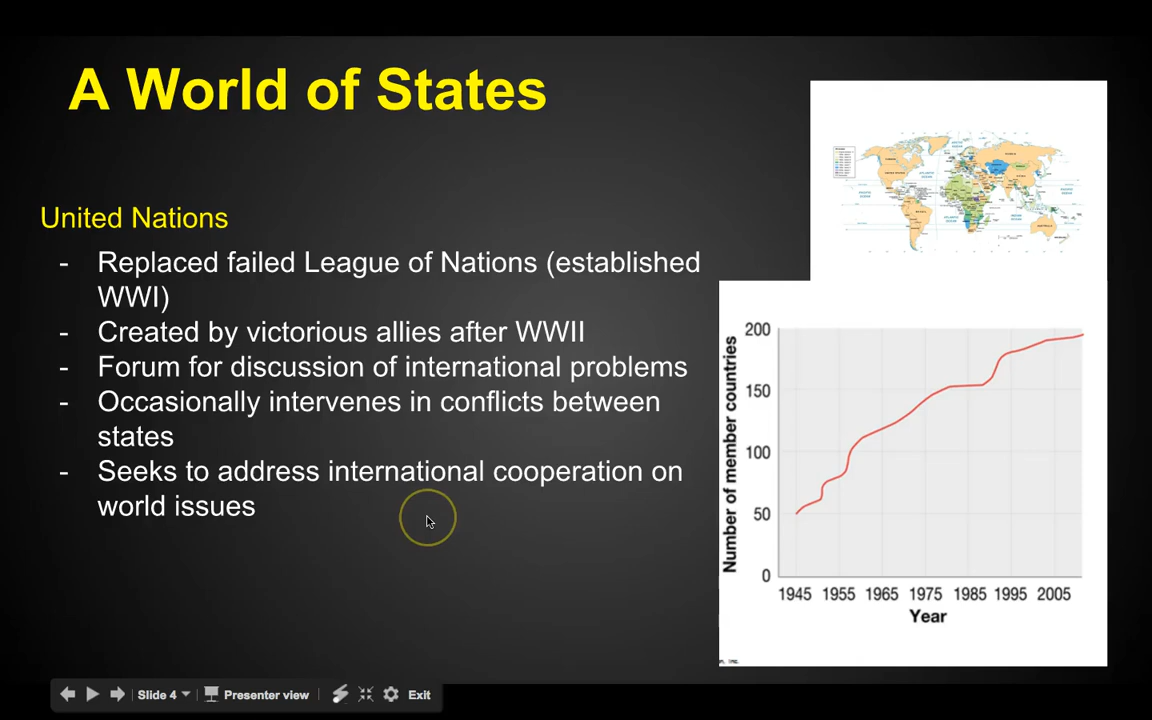 A World of States
United Nations
- Replaced failed League of Nations (established
WWI)
- Created by victorious allies after WWII
- Forum for discussion of international problems
- Occasionally intervenes in conflicts between
states
- Seeks to address international cooperation on
world issues
Number of member countries
200
150
100
50
0
1945 1955 1965 1975 1985 1995 2005
Year
Slide 4
Presenter view
Exit